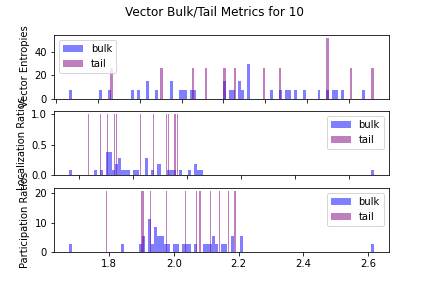 Vector Bulk/Tail Metrics for 10
Vector Entropies
40
20
0
bulk
tail
Localization Ratios
1.0
0.5
0.0
bulk
tail
Participation Ratios
20
10
0
bulk
tail
1.8
2.0
2.2
2.4
2.6